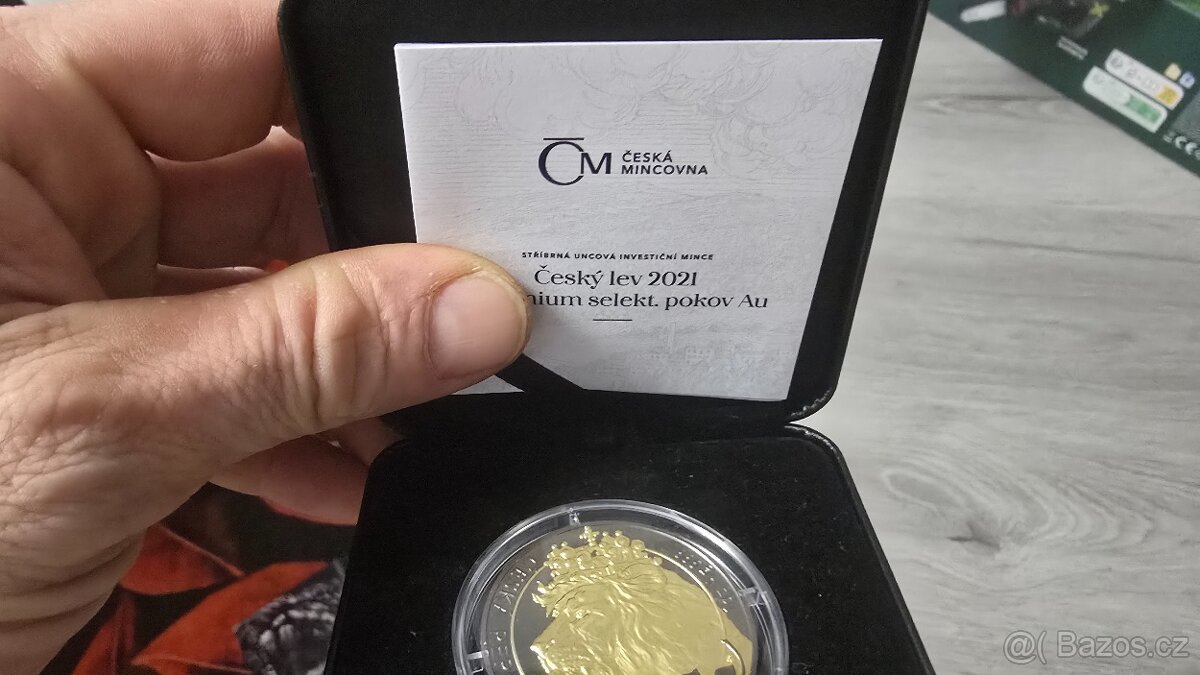 ČM ČESKÁ
MINCOVNA
STŘÍBRNÁ UNCOVÁ INVESTIČNÍ MINCE
Český lev 2021
nium selekt. pokov Au
@( Bazos.cz